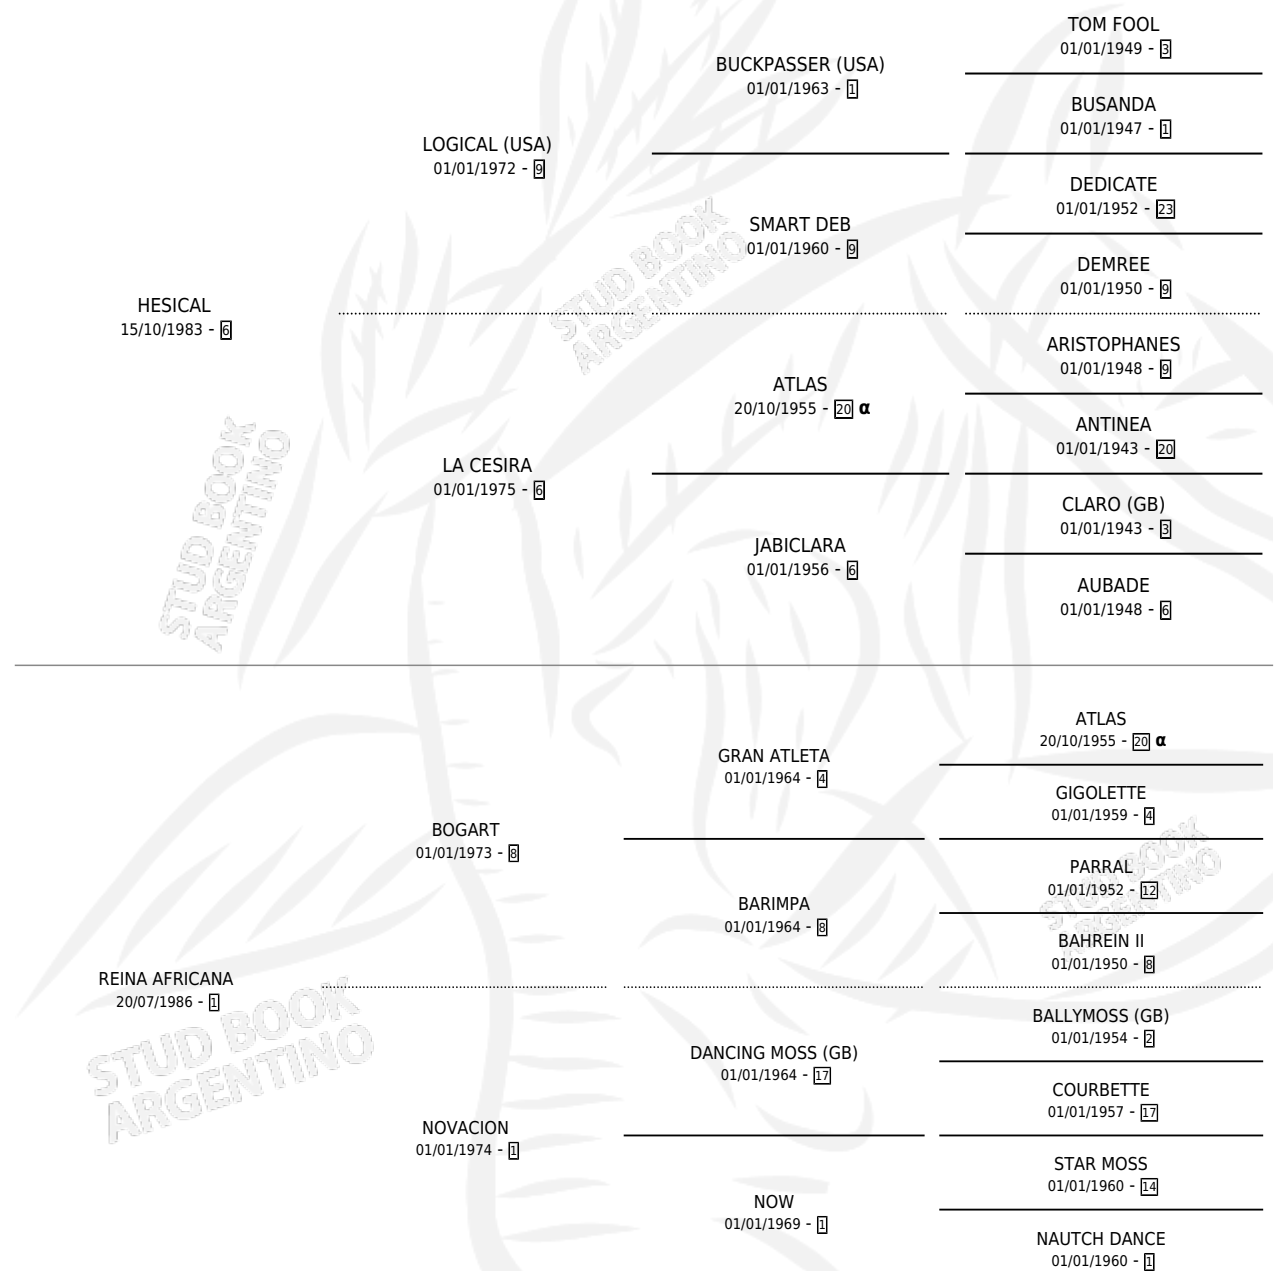 TOM FOOL
01/01/1949 - 3
BUCKPASSER (USA)
01/01/1963 - 1
BUSANDA
01/01/1947 - 1
LOGICAL (USA)
01/01/1972 - 9
DEDICATE
01/01/1952 - 23
SMART DEB
01/01/1960 - 9
DEMREE
01/01/1950 - 9
HESICAL
15/10/1983 - 6
ARISTOPHANES
01/01/1948 - 9
ATLAS
20/10/1955 - 20 α
ANTINEA
01/01/1943 - 20
LA CESIRA
01/01/1975 - 6
CLARO (GB)
01/01/1943 - 3
JABICLARA
01/01/1956 - 6
AUBADE
01/01/1948 - 6
ATLAS
20/10/1955 - 20 α
GRAN ATLETA
01/01/1964 - 4
GIGOLETTE
01/01/1959 - 4
BOGART
01/01/1973 - 8
PARRAL
01/01/1952 - 12
BARIMPA
01/01/1964 - 8
BAHREIN II
01/01/1950 - 8
REINA AFRICANA
20/07/1986 - 1
BALLYMOSS (GB)
01/01/1954 - 2
DANCING MOSS (GB)
01/01/1964 - 17
COURBETTE
01/01/1957 - 17
NOVACION
01/01/1974 - 1
STAR MOSS
01/01/1960 - 14
NOW
01/01/1969 - 1
NAUTCH DANCE
01/01/1960 - 1
STUD BOOK
ARGENTINO
STUD BOOK
ARGENTINO
STUD BOOK
ARGENTINO
STUD BOOK
ARGENTINO